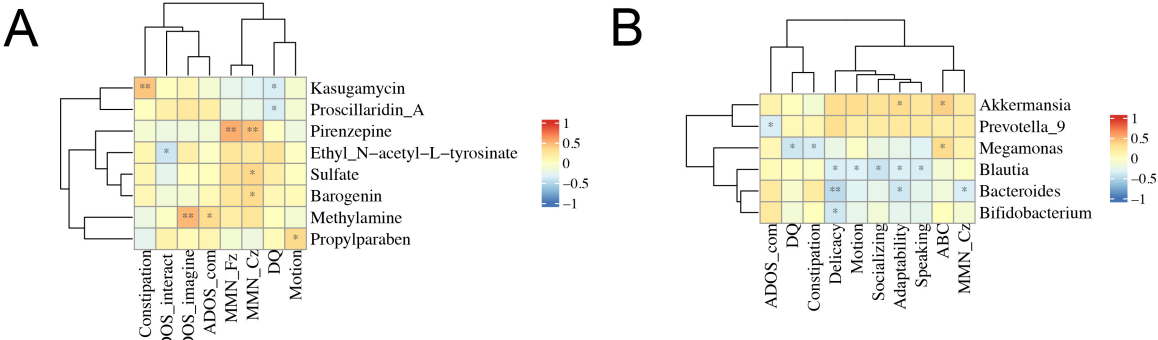 A
**
*
Kasugamycin
*
Proscillaridin_A
** **
Pirenzepine
*
Ethyl_N−acetyl−L−tyrosinate
*
Sulfate
*
Barogenin
** *
Methylamine
*
Propylparaben
Constipation
OS_interact
OS_imagine
ADOS_com
MMN_Fz
MMN_Cz
DQ
Motion
1
0.5
0
−0.5
−1
B
* *
Akkermansia
*
Prevotella_9
* * *
Megamonas
* * * * *
Blautia
** * *
Bacteroides
*
Bifidobacterium
ADOS_com
DQ
Constipation
Delicacy
Motion
Socializing
Adaptability
Speaking
ABC
MMN_Cz
1
0.5
0
−0.5
−1